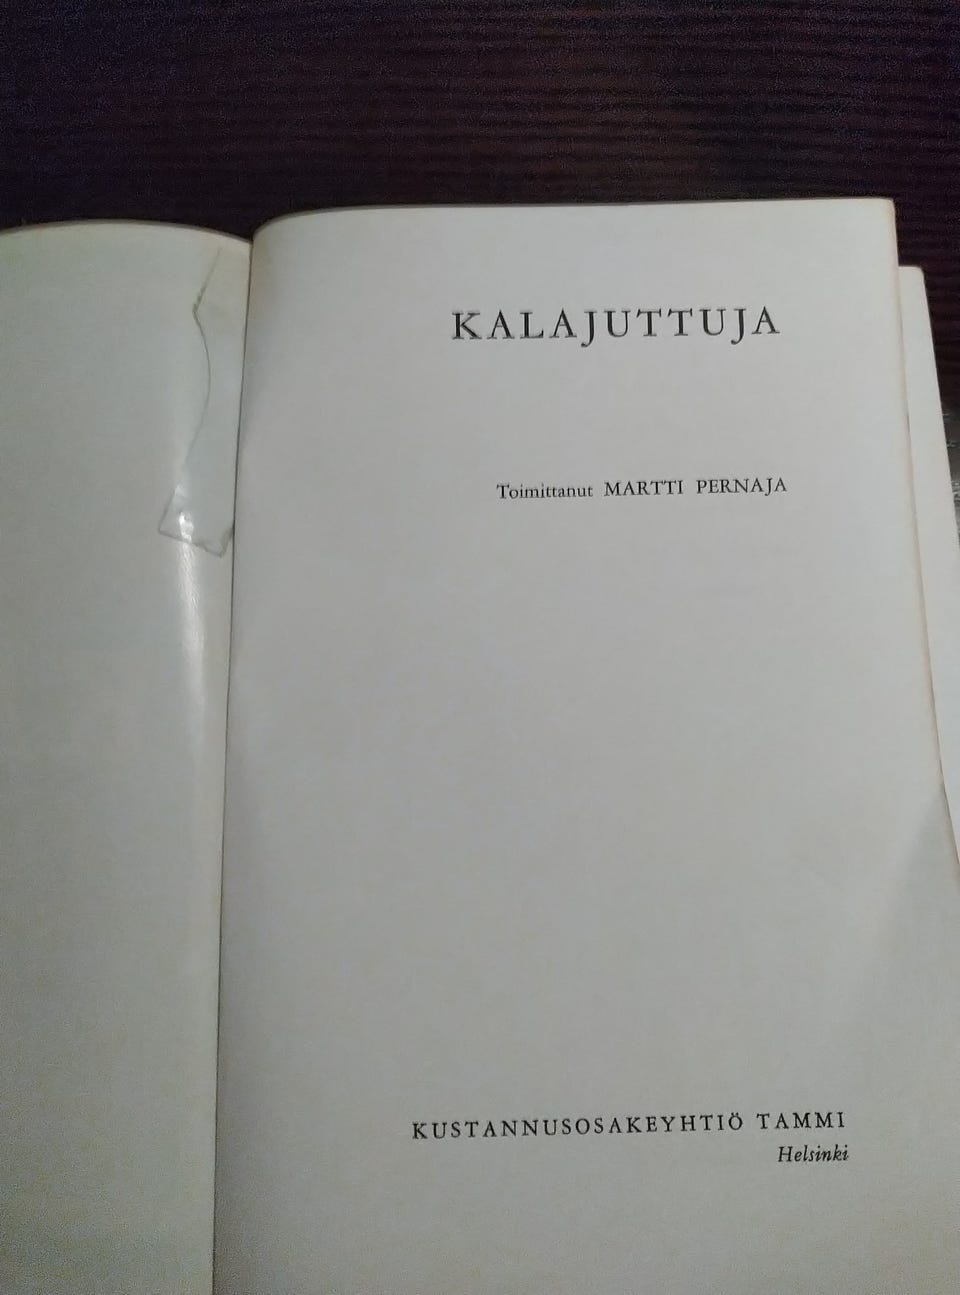 KALAJUTTUJA
Toimittanut MARTTI PERNAJA
KUSTANNUSOSAKEYHTIÖ TAMMI
Helsinki